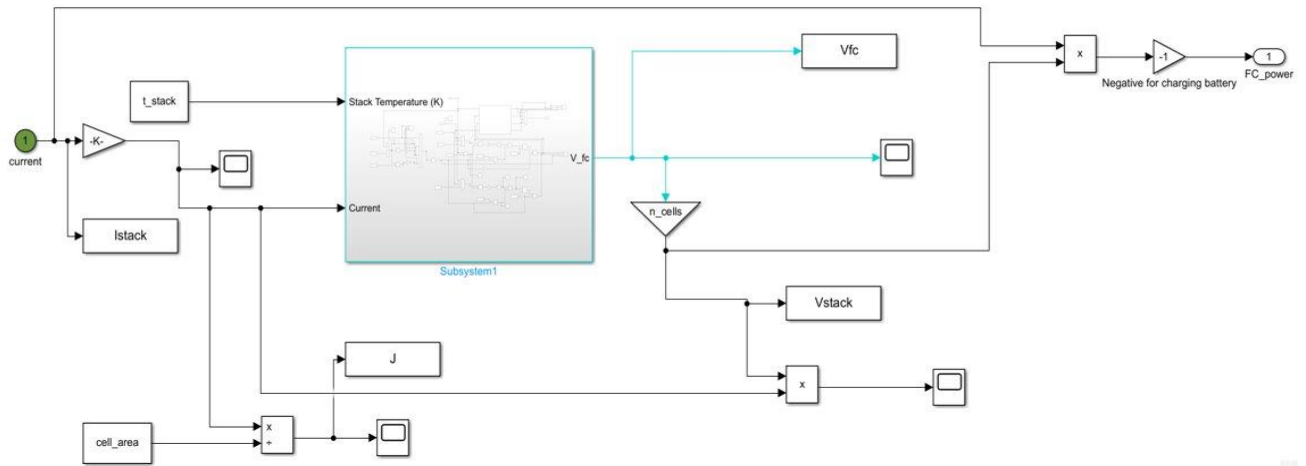 Vfc
x
-1
1
FC_power
Negative for charging battery
t_stack
Stack Temperature (K)
1
-K-
current
V_fc
Current
n_cells
Istack
Subsystem1
Vstack
J
x
x
÷
cell_area